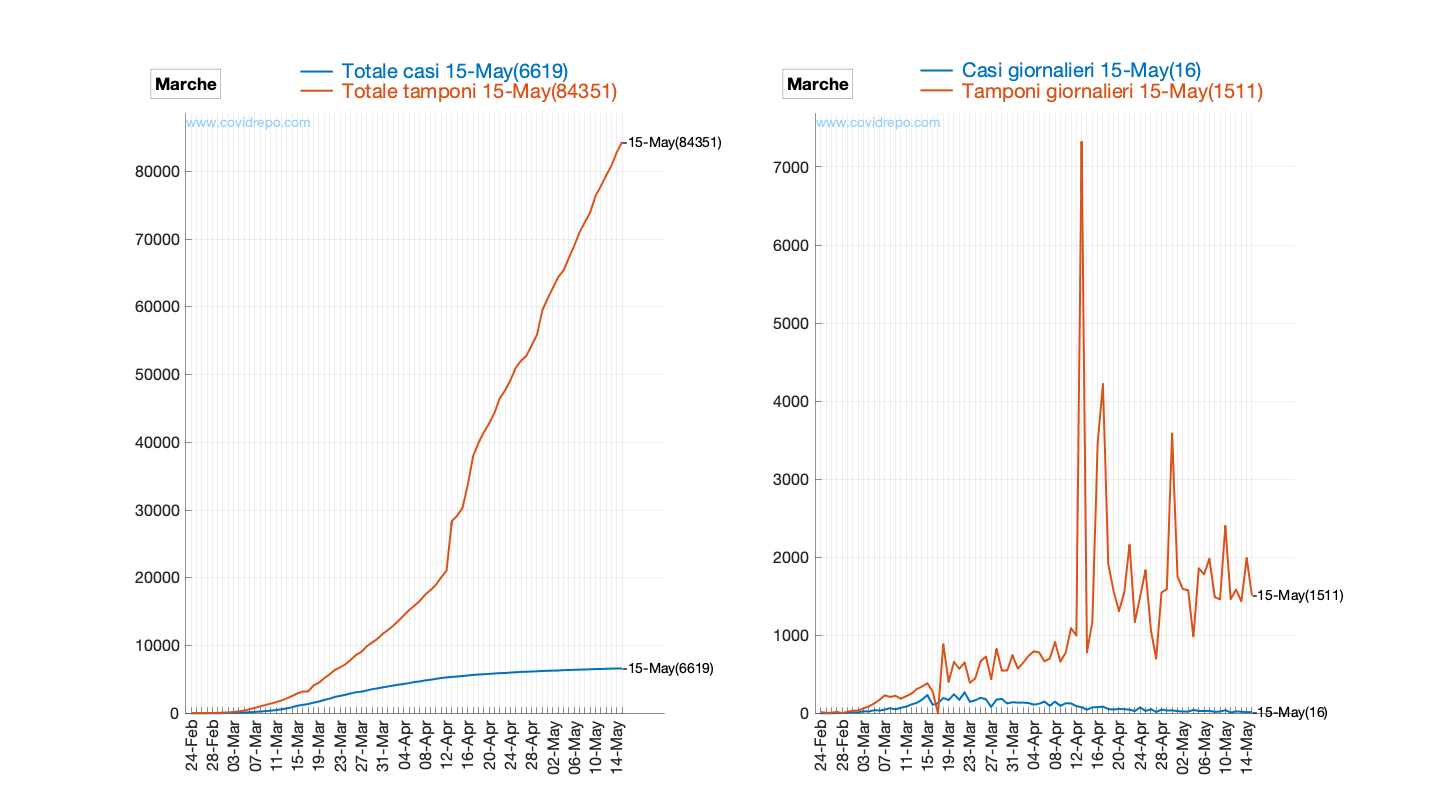 Marche
Totale casi 15-May(6619)
Totale tamponi 15-May(84351)
www.covidrepo.com
15-May(84351)
80000
70000
60000
50000
40000
30000
20000
10000
0
15-May(6619)
24-Feb
28-Feb
03-Mar
07-Mar
11-Mar
15-Mar
19-Mar
23-Mar
27-Mar
31-Mar
04-Apr
08-Apr
12-Apr
16-Apr
20-Apr
24-Apr
28-Apr
02-May
06-May
10-May
14-May
Marche
Casi giornalieri 15-May(16)
Tamponi giornalieri 15-May(1511)
www.covidrepo.com
7000
6000
5000
4000
3000
2000
1000
0
15-May(1511)
15-May(16)
24-Feb
28-Feb
03-Mar
07-Mar
11-Mar
15-Mar
19-Mar
23-Mar
27-Mar
31-Mar
04-Apr
08-Apr
12-Apr
16-Apr
20-Apr
24-Apr
28-Apr
02-May
06-May
10-May
14-May